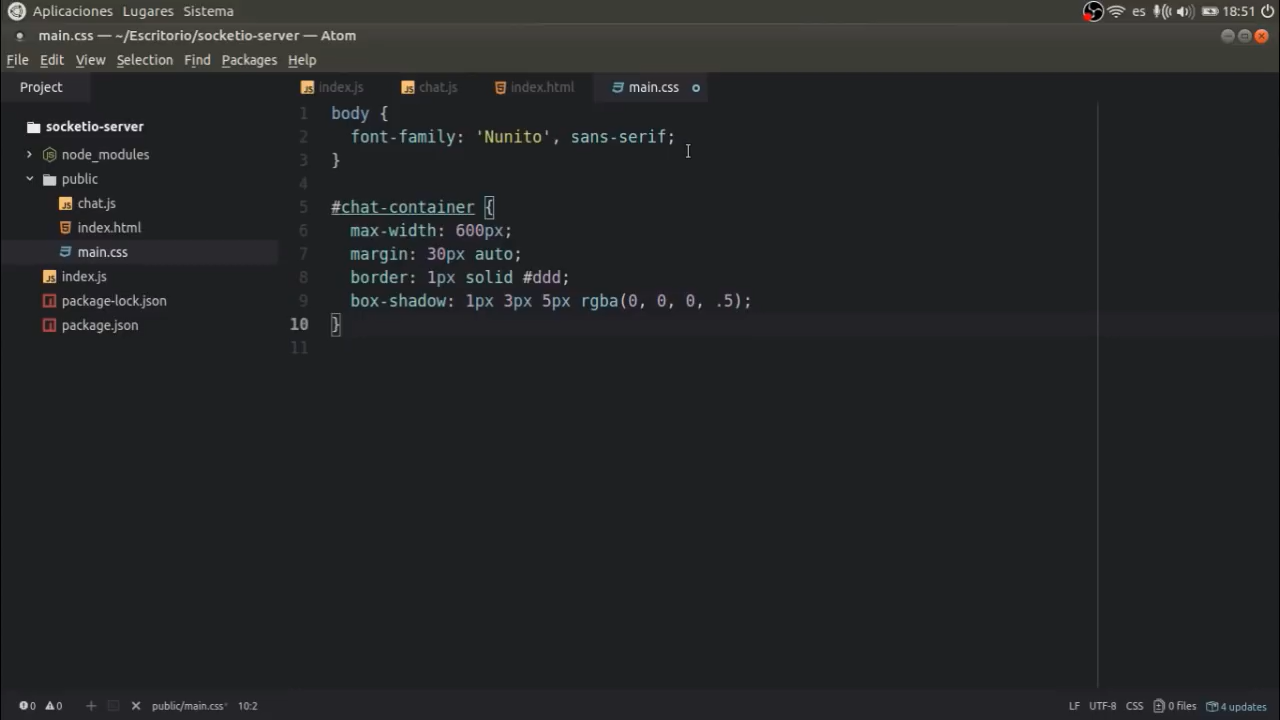 Aplicaciones Lugares Sistema es 18:51
main.css — ~/Escritorio/socketio-server — Atom
File Edit View Selection Find Packages Help
Project index.js chat.js index.html main.css
socketio-server
node_modules
public
chat.js
index.html
main.css
index.js
package-lock.json
package.json
1 body {
2 font-family: 'Nunito', sans-serif;
3 }
4
5 #chat-container {
6 max-width: 600px;
7 margin: 30px auto;
8 border: 1px solid #ddd;
9 box-shadow: 1px 3px 5px rgba(0, 0, 0, .5);
10 }
11
0 0 public/main.css* 10:2 LF UTF-8 CSS 0 files 4 updates